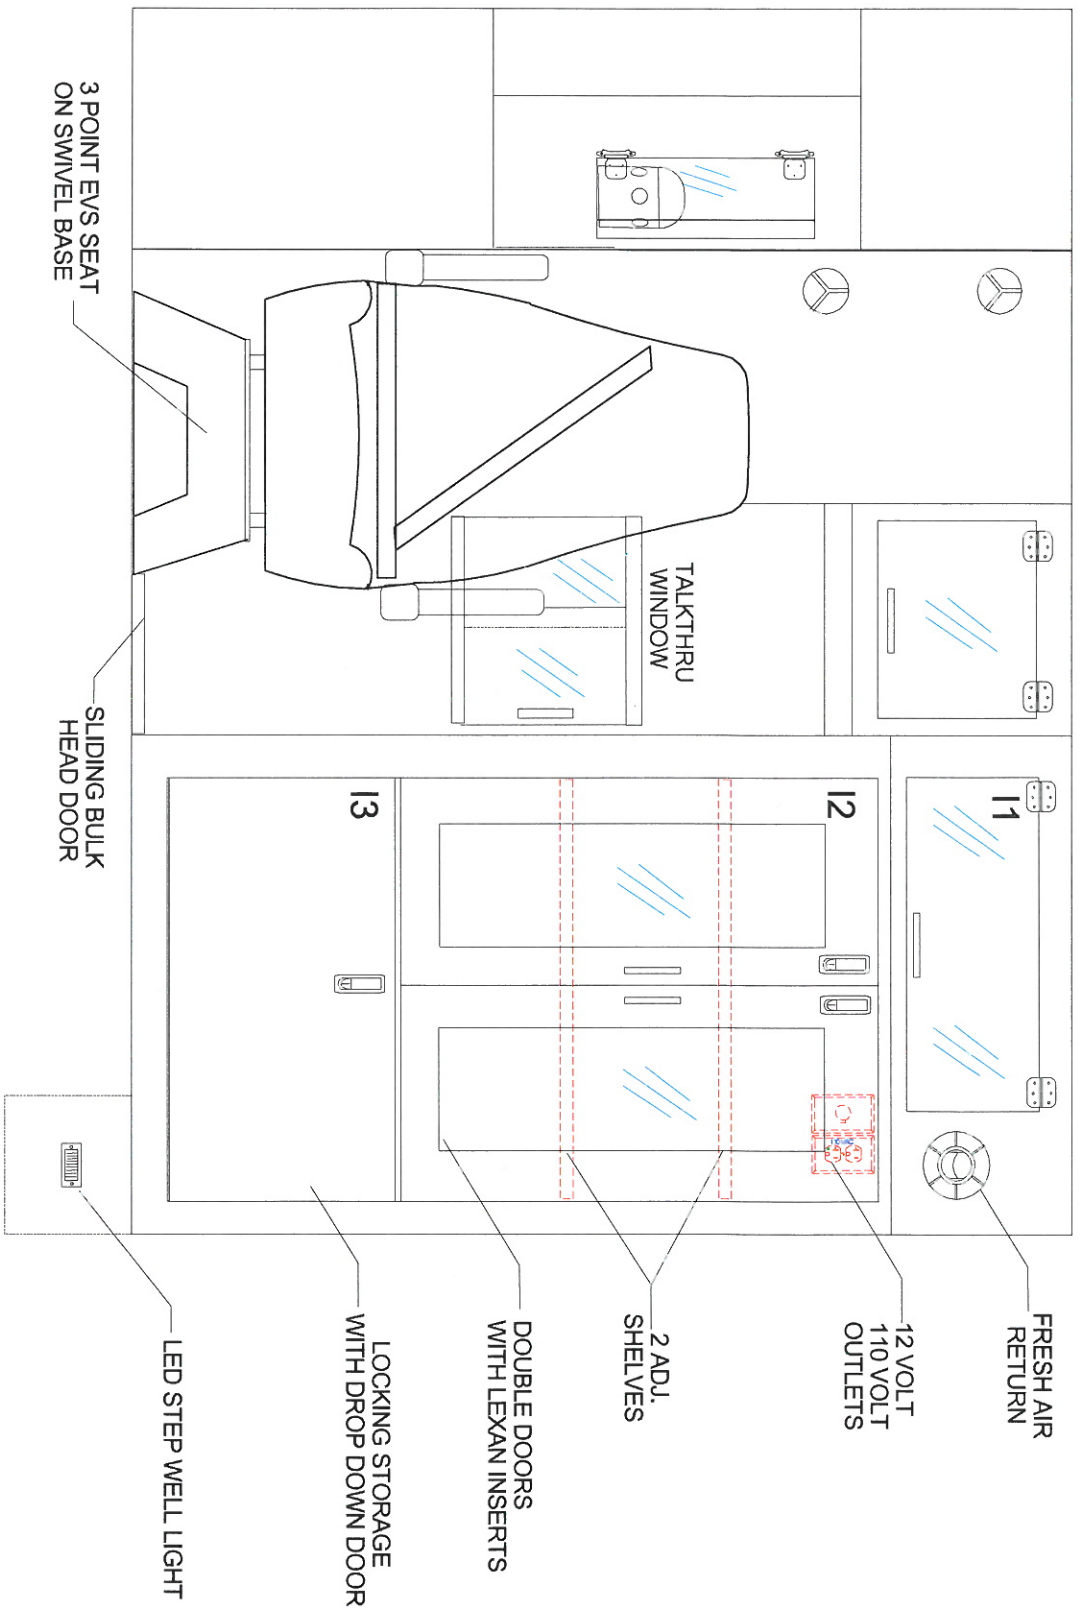 3 POINT EVS SEAT
ON SWIVEL BASE
TALKTHRU
WINDOW
SLIDING BULK
HEAD DOOR
I1
I2
I3
FRESH AIR
RETURN
12 VOLT
110 VOLT
OUTLETS
2 ADJ.
SHELVES
DOUBLE DOORS
WITH LEXAN INSERTS
LOCKING STORAGE
WITH DROP DOWN DOOR
LED STEP WELL LIGHT